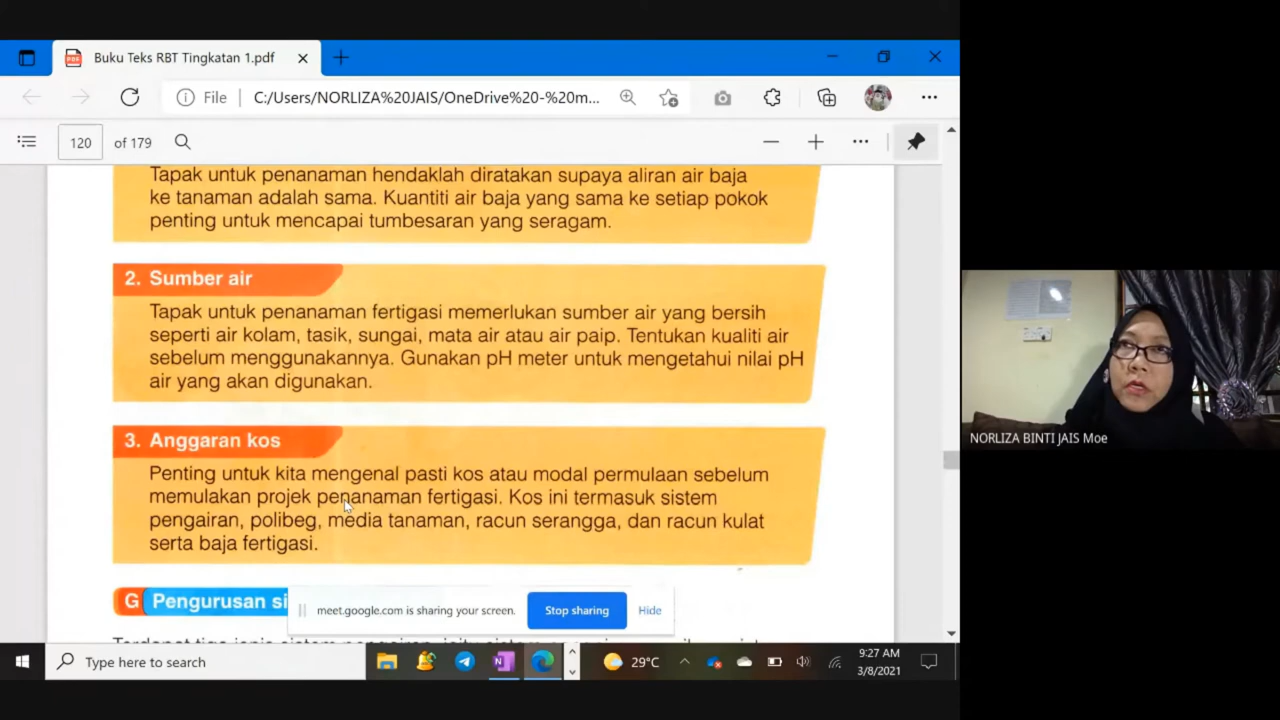 Buku Teks RBT Tingkatan 1.pdf
File
C:/Users/NORLIZA%20JAIS/OneDrive%20-%20m...
120 of 179
Tapak untuk penanaman hendaklah diratakan supaya aliran air baja
ke tanaman adalah sama. Kuantiti air baja yang sama ke setiap pokok
penting untuk mencapai tumbesaran yang seragam.
2. Sumber air
Tapak untuk penanaman fertigasi memerlukan sumber air yang bersih
seperti air kolam, tasik, sungai, mata air atau air paip. Tentukan kualiti air
sebelum menggunakannya. Gunakan pH meter untuk mengetahui nilai pH
air yang akan digunakan.
3. Anggaran kos
Penting untuk kita mengenal pasti kos atau modal permulaan sebelum
memulakan projek penanaman fertigasi. Kos ini termasuk sistem
pengairan, polibeg, media tanaman, racun serangga, dan racun kulat
serta baja fertigasi.
G Pengurusan si
meet.google.com is sharing your screen.
Stop sharing
Hide
Type here to search
29°C
9:27 AM
3/8/2021
NORLIZA BINTI JAIS Moe